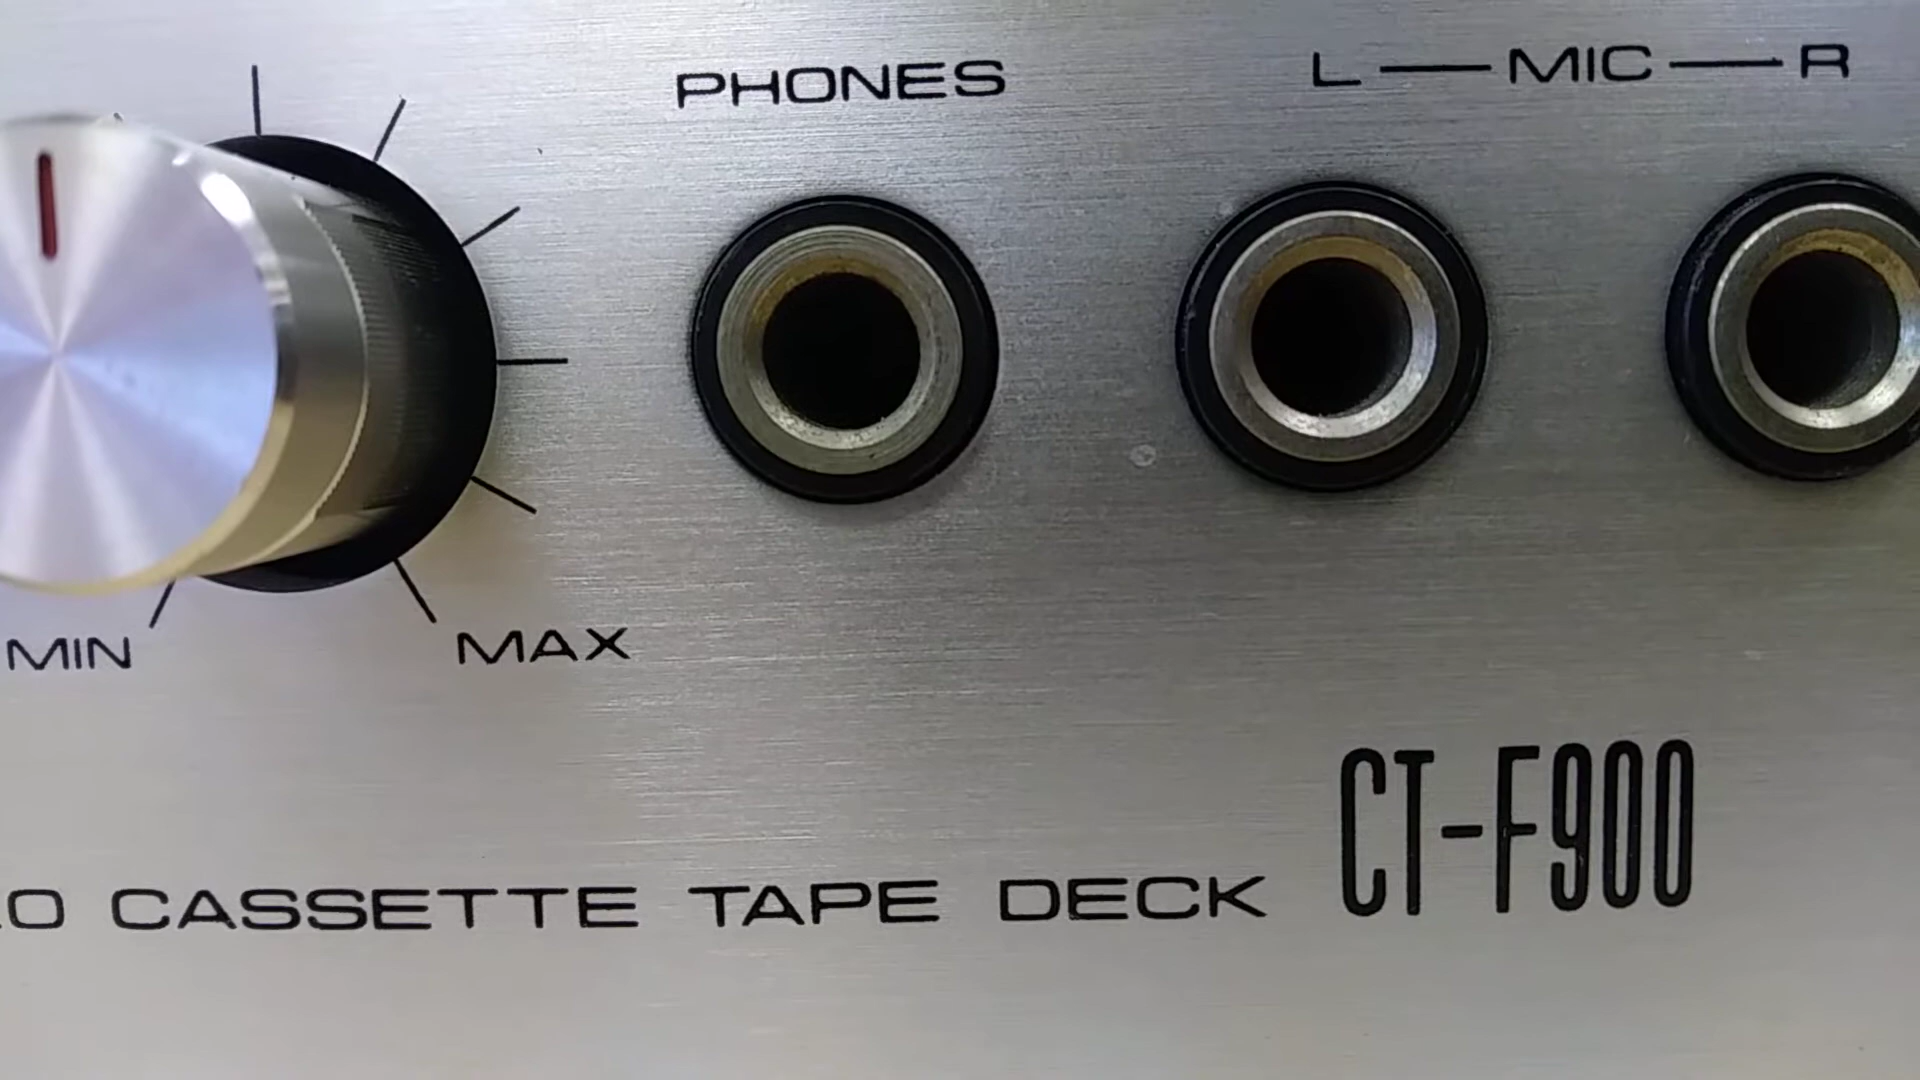 PHONES
L — MIC — R
MIN
MAX
CT-F900
CASSETTE TAPE DECK